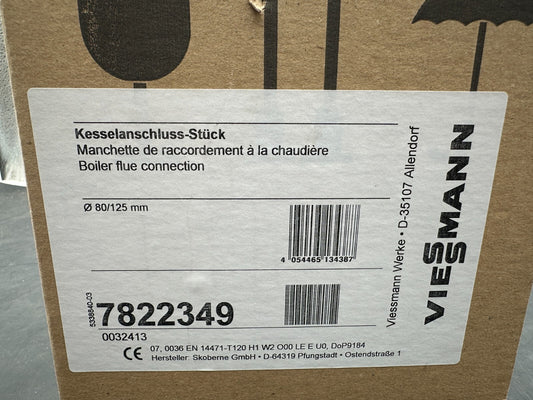 Kesselanschluss-Stück
Manchette de raccordement à la chaudière
Boiler flue connection
Ø 80/125 mm
4 054465 134387
5338840-03
7822349
0032413
CE 07, 0036 EN 14471-T120 H1 W2 O00 LE E U0, DoP9184
Hersteller: Skoberne GmbH • D-64319 Pfungstadt • Ostendstraße 1
Viessmann Werke • D-35107 Allendorf
VIESSMANN